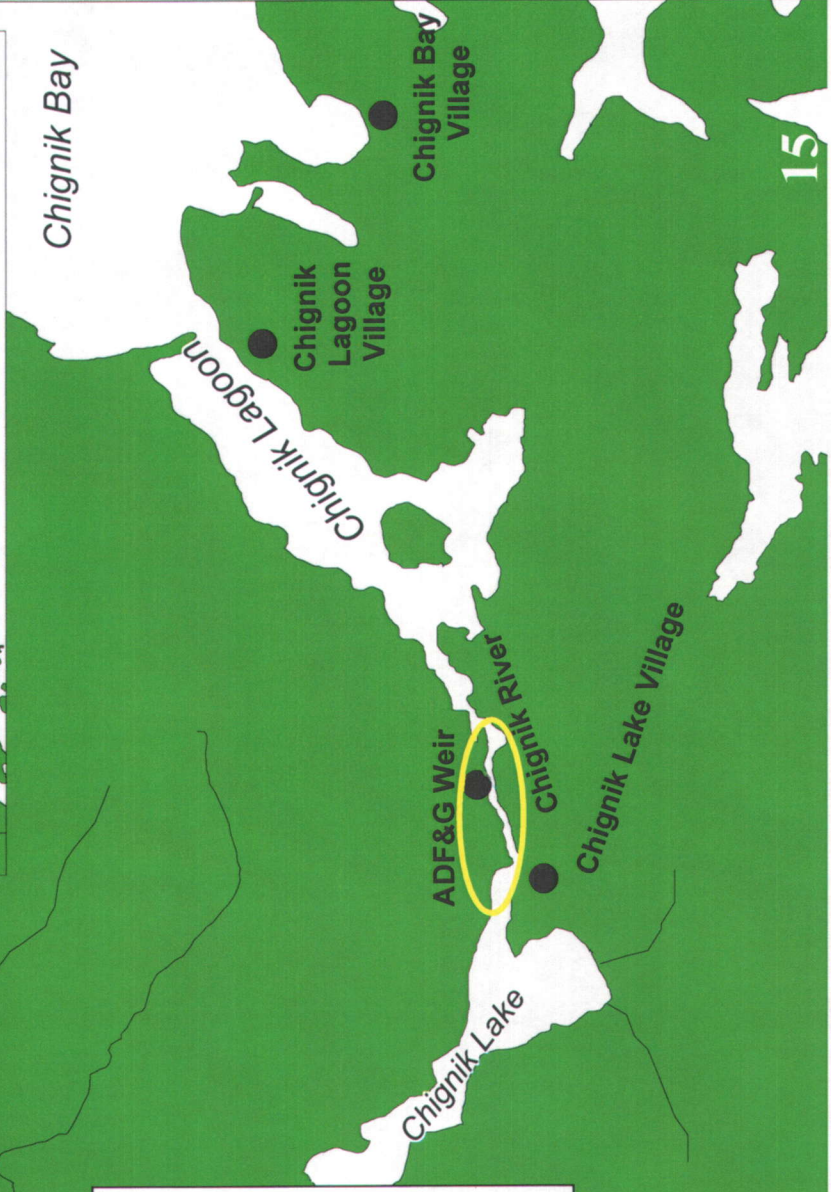 Chignik Bay
Chignik Bay
Village
Chignik
Lagoon
Village
Chignik Lagoon
ADF&G Weir
Chignik River
Chignik Lake Village
Chignik Lake
15